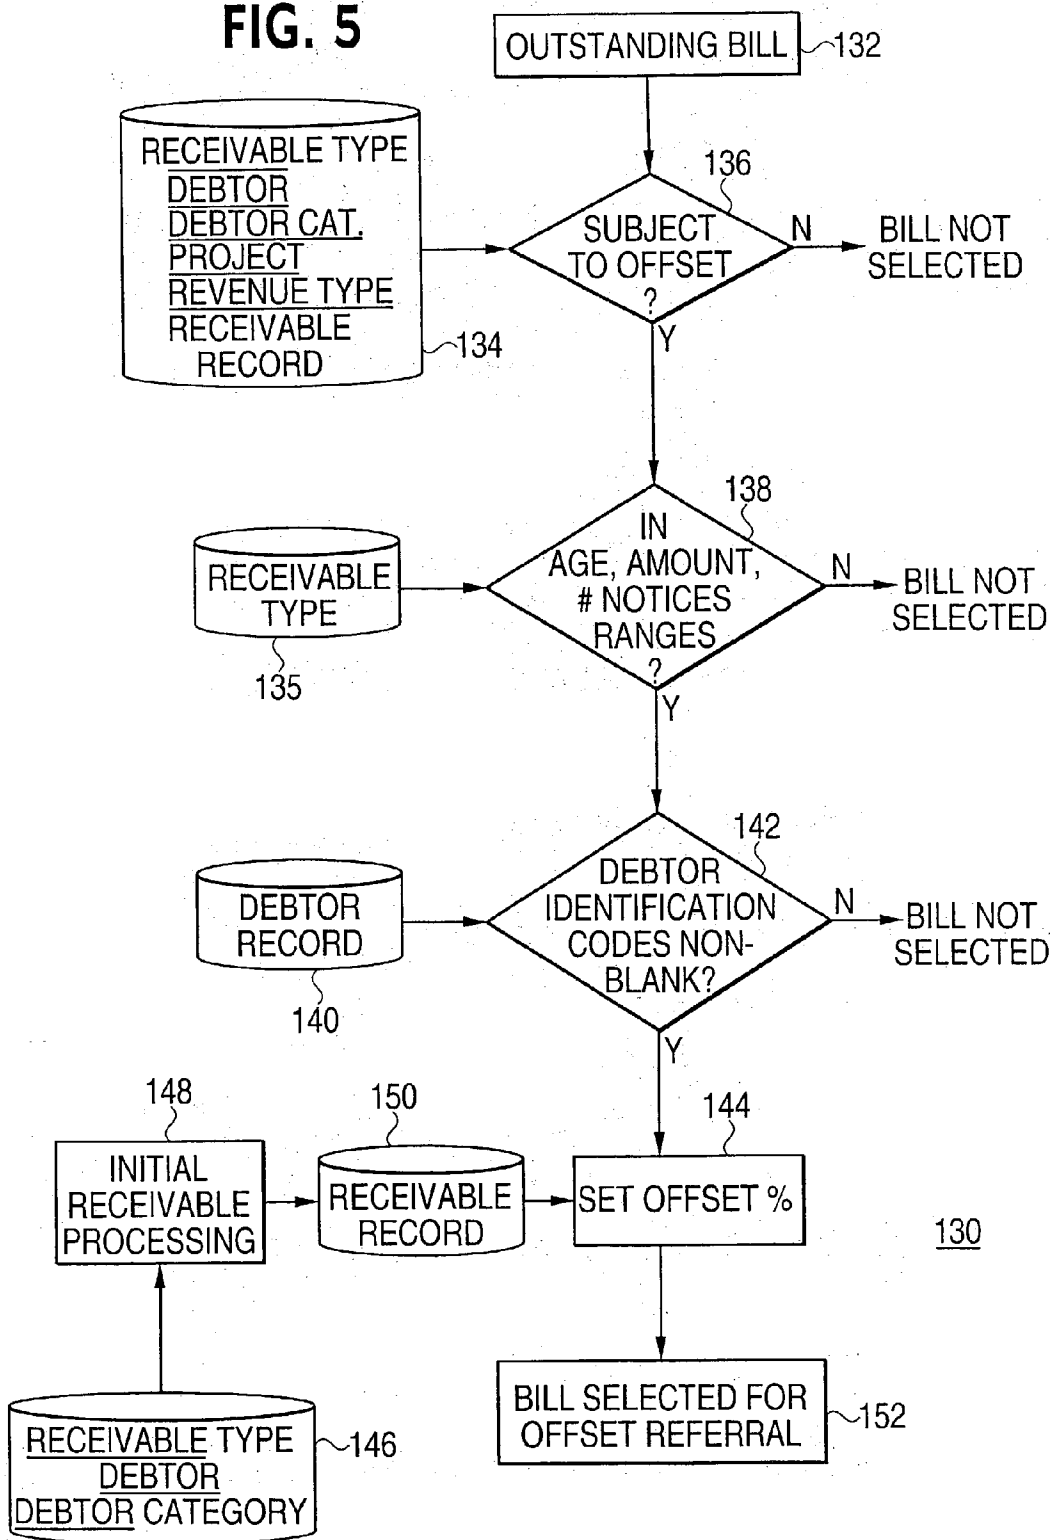 FIG. 5
OUTSTANDING BILL
132
RECEIVABLE TYPE
DEBTOR
DEBTOR CAT.
PROJECT
REVENUE TYPE
RECEIVABLE
RECORD
134
136
SUBJECT
TO OFFSET
?
N
BILL NOT
SELECTED
Y
RECEIVABLE
TYPE
135
138
IN
AGE, AMOUNT,
# NOTICES
RANGES
?
N
BILL NOT
SELECTED
Y
DEBTOR
RECORD
140
142
DEBTOR
IDENTIFICATION
CODES NON-
BLANK?
N
BILL NOT
SELECTED
Y
148
INITIAL
RECEIVABLE
PROCESSING
150
RECEIVABLE
RECORD
144
SET OFFSET %
130
RECEIVABLE TYPE
DEBTOR
DEBTOR CATEGORY
146
BILL SELECTED FOR
OFFSET REFERRAL
152